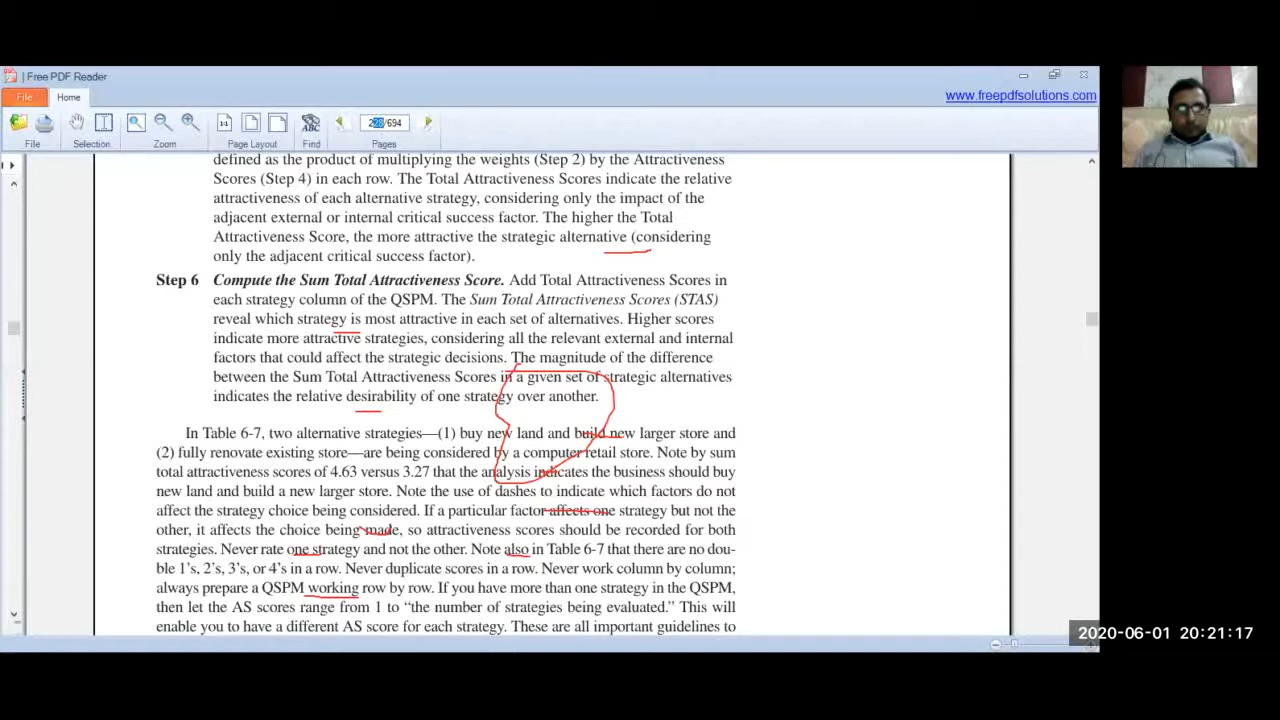 | Free PDF Reader
www.freepdfsolutions.com
File
Home
1:1
ABC
228/694
File
Selection
Zoom
Page Layout
Find
Pages
defined as the product of multiplying the weights (Step 2) by the Attractiveness
Scores (Step 4) in each row. The Total Attractiveness Scores indicate the relative
attractiveness of each alternative strategy, considering only the impact of the
adjacent external or internal critical success factor. The higher the Total
Attractiveness Score, the more attractive the strategic alternative (considering
only the adjacent critical success factor).
Step 6 Compute the Sum Total Attractiveness Score. Add Total Attractiveness Scores in
each strategy column of the QSPM. The Sum Total Attractiveness Scores (STAS)
reveal which strategy is most attractive in each set of alternatives. Higher scores
indicate more attractive strategies, considering all the relevant external and internal
factors that could affect the strategic decisions. The magnitude of the difference
between the Sum Total Attractiveness Scores in a given set of strategic alternatives
indicates the relative desirability of one strategy over another.
In Table 6-7, two alternative strategies—(1) buy new land and build new larger store and
(2) fully renovate existing store—are being considered by a computer retail store. Note by sum
total attractiveness scores of 4.63 versus 3.27 that the analysis indicates the business should buy
new land and build a new larger store. Note the use of dashes to indicate which factors do not
affect the strategy choice being considered. If a particular factor affects one strategy but not the
other, it affects the choice being made, so attractiveness scores should be recorded for both
strategies. Never rate one strategy and not the other. Note also in Table 6-7 that there are no dou-
ble 1's, 2's, 3's, or 4's in a row. Never duplicate scores in a row. Never work column by column;
always prepare a QSPM working row by row. If you have more than one strategy in the QSPM,
then let the AS scores range from 1 to “the number of strategies being evaluated.” This will
enable you to have a different AS score for each strategy. These are all important guidelines to
2020-06-01 20:21:17